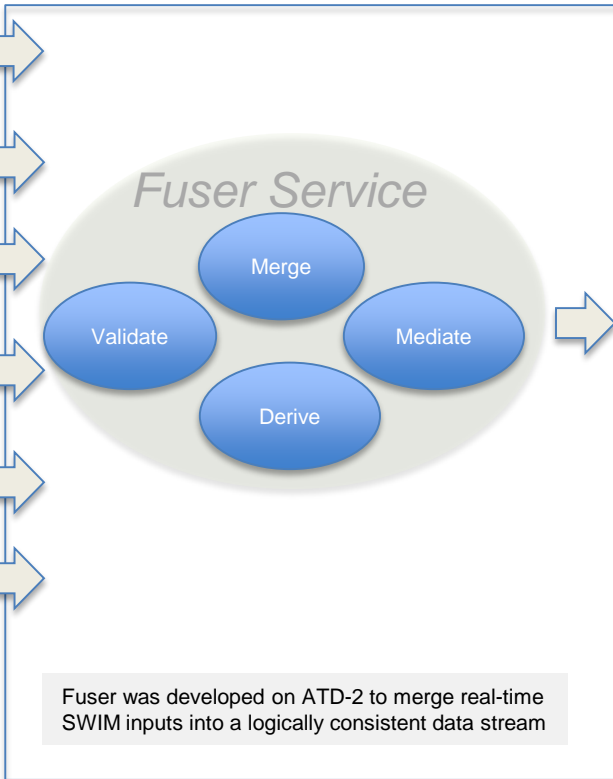 Fuser Service
Merge
Validate
Mediate
Derive
Fuser was developed on ATD-2 to merge real-time
SWIM inputs into a logically consistent data stream